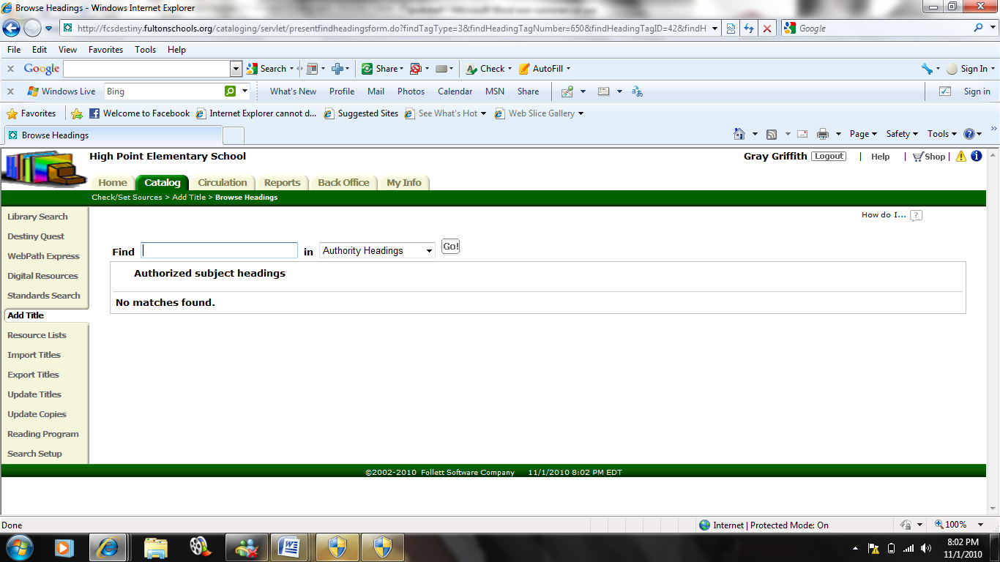 Browse Headings - Windows Internet Explorer
http://fcsdestiny.fultonschools.org/cataloging/servlet/presentfindheadingsform.do?findTagType=3&findHeadingTagNumber=650&findHeadingTagID=42&findH
Google
File Edit View Favorites Tools Help
x Google Search Share Check AutoFill Sign In
x Windows Live Bing What's New Profile Mail Photos Calendar MSN Share Sign in
Favorites Welcome to Facebook Internet Explorer cannot d... Suggested Sites See What's Hot Web Slice Gallery
Browse Headings Page Safety Tools
High Point Elementary School Gray Griffith Logout | Help | Shop |
Home Catalog Circulation Reports Back Office My Info
Check/Set Sources > Add Title > Browse Headings
How do I... ?
Library Search
Destiny Quest
WebPath Express
Digital Resources
Standards Search
Add Title
Resource Lists
Import Titles
Export Titles
Update Titles
Update Copies
Reading Program
Search Setup
Find in Authority Headings Go!
Authorized subject headings
No matches found.
©2002-2010 Follett Software Company 11/1/2010 8:02 PM EDT
Done Internet | Protected Mode: On 100%
8:02 PM
11/1/2010